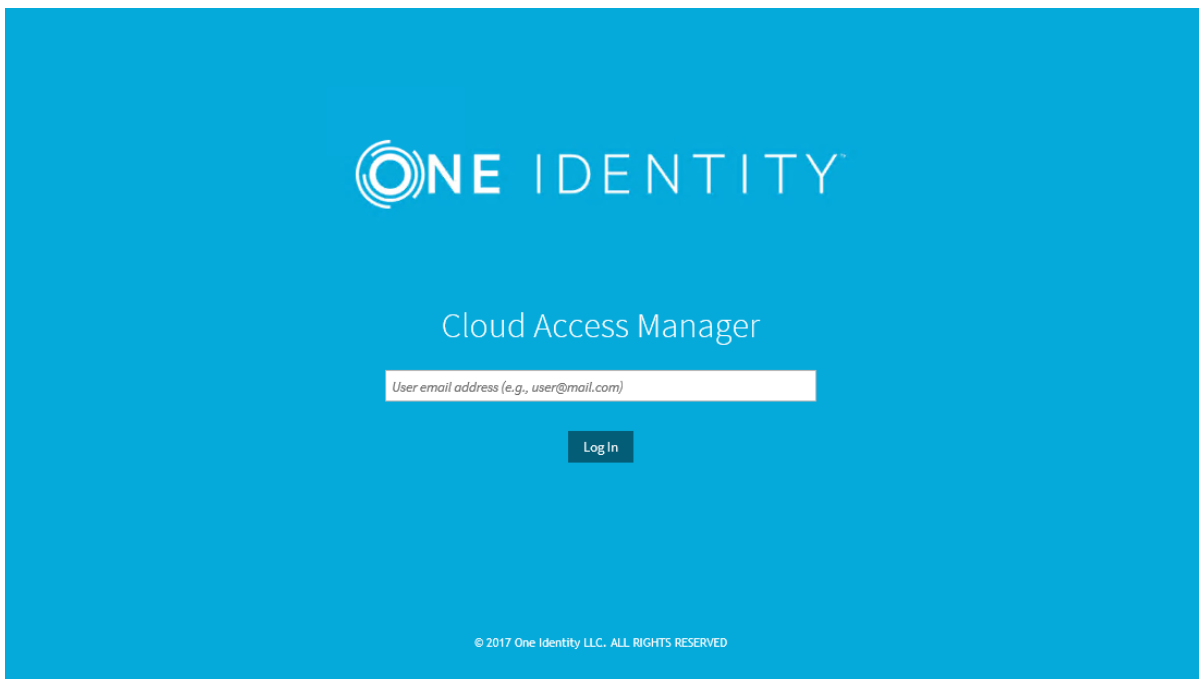 ONE IDENTITY™
Cloud Access Manager
User email address (e.g., user@mail.com)
Log In
© 2017 One Identity LLC. ALL RIGHTS RESERVED